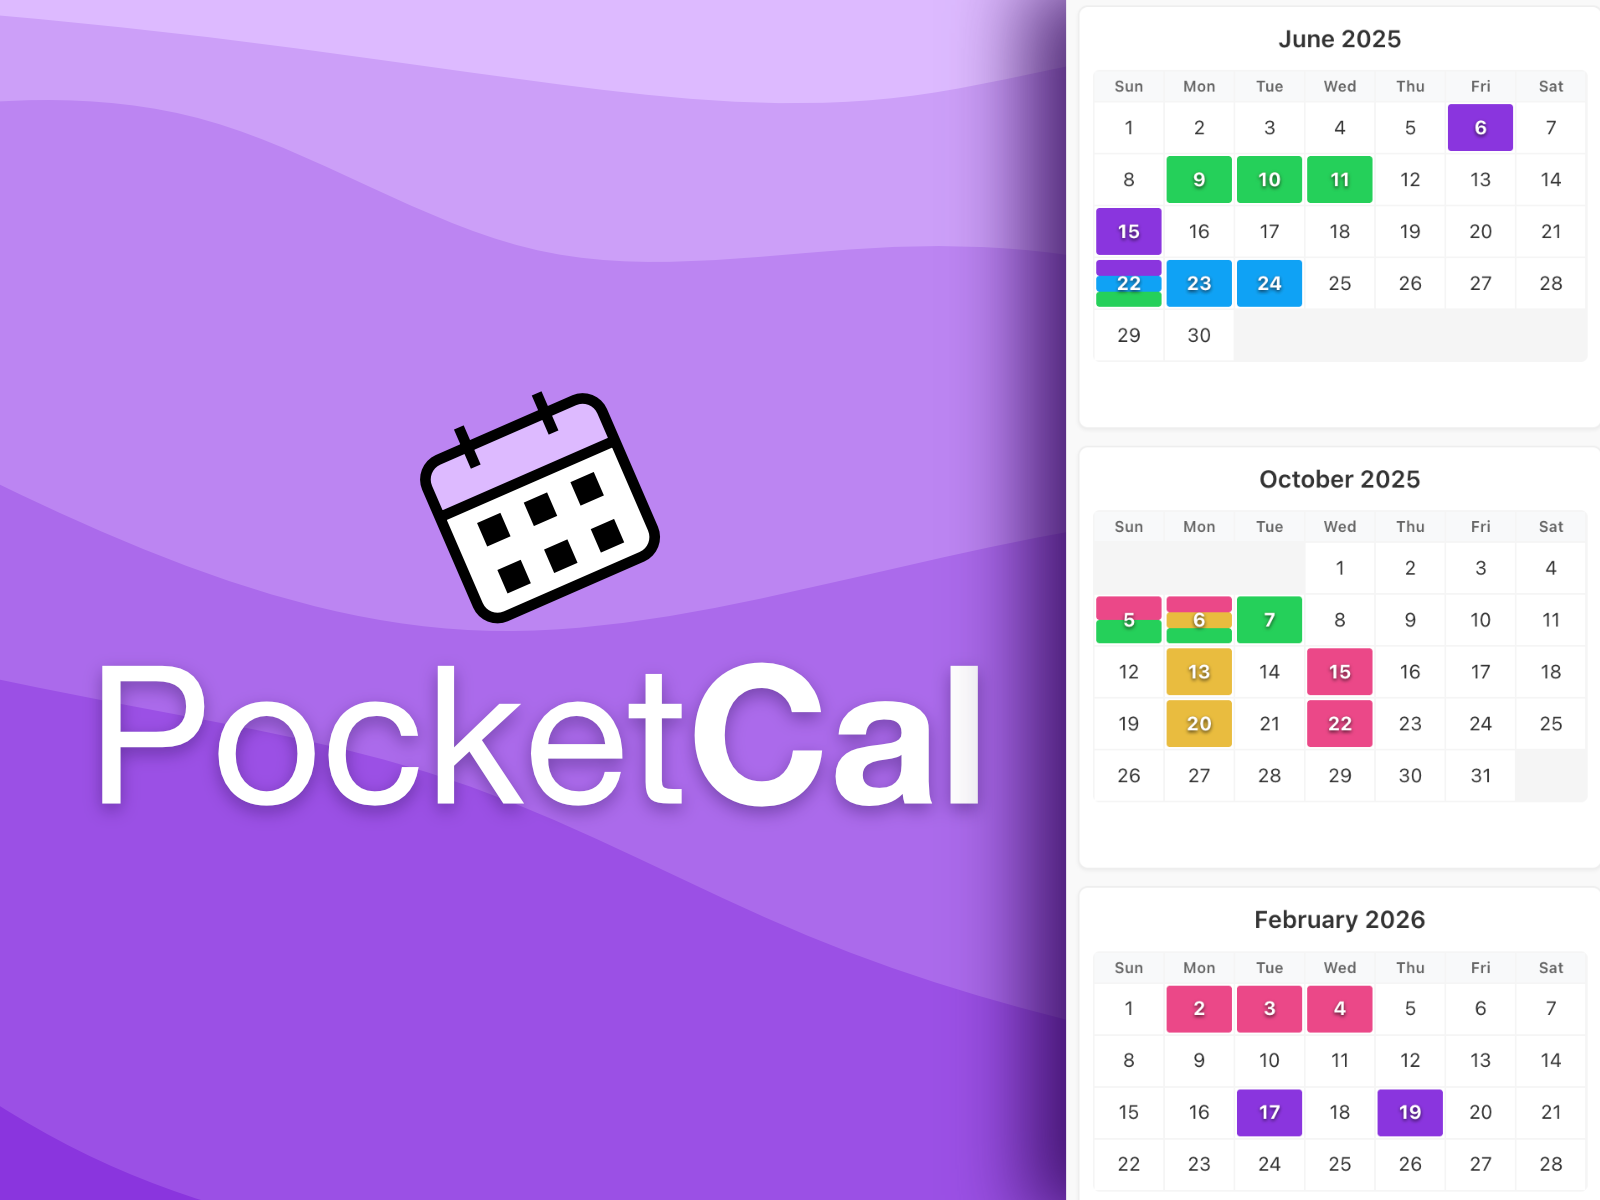 PocketCal
June 2025
Sun Mon Tue Wed Thu Fri Sat
1 2 3 4 5 6 7
8 9 10 11 12 13 14
15 16 17 18 19 20 21
22 23 24 25 26 27 28
29 30
October 2025
Sun Mon Tue Wed Thu Fri Sat
1 2 3 4
5 6 7 8 9 10 11
12 13 14 15 16 17 18
19 20 21 22 23 24 25
26 27 28 29 30 31
February 2026
Sun Mon Tue Wed Thu Fri Sat
1 2 3 4 5 6 7
8 9 10 11 12 13 14
15 16 17 18 19 20 21
22 23 24 25 26 27 28